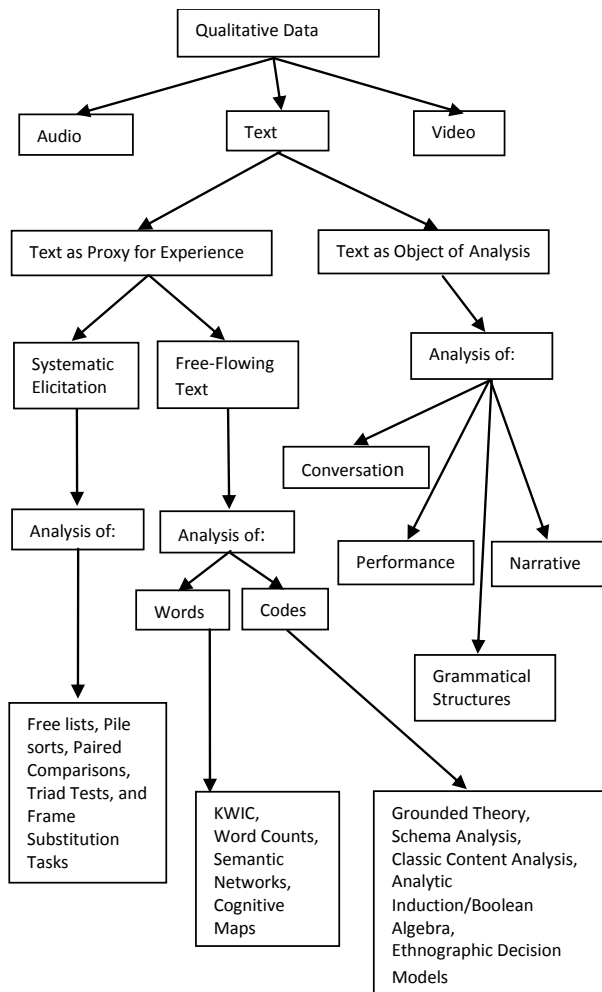 Qualitative Data
Audio
Text
Video
Text as Proxy for Experience
Text as Object of Analysis
Systematic
Elicitation
Free-Flowing
Text
Analysis of:
Conversation
Analysis of:
Analysis of:
Performance
Narrative
Words
Codes
Grammatical
Structures
Free lists, Pile
sorts, Paired
Comparisons,
Triad Tests, and
Frame
Substitution
Tasks
KWIC,
Word Counts,
Semantic
Networks,
Cognitive
Maps
Grounded Theory,
Schema Analysis,
Classic Content Analysis,
Analytic
Induction/Boolean
Algebra,
Ethnographic Decision
Models